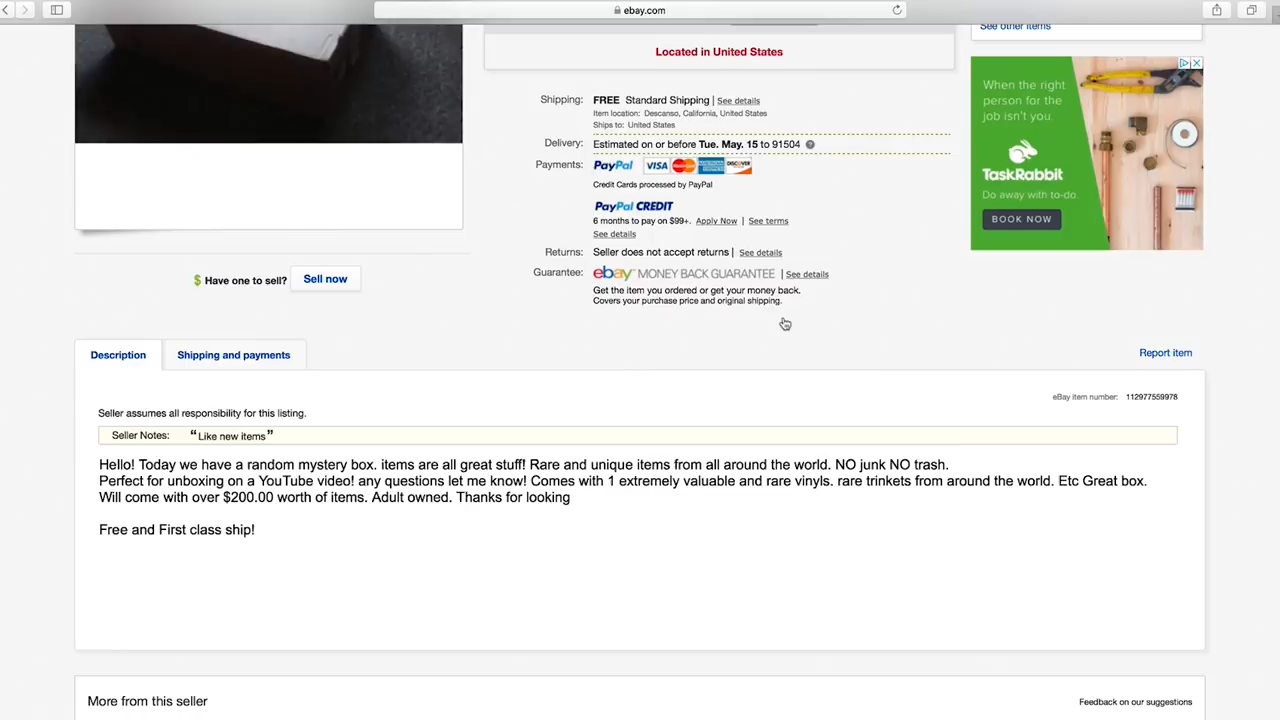 ebay.com
See other items
Located in United States
Shipping: FREE Standard Shipping | See details
Item location: Descanso, California, United States
Ships to: United States
Delivery: Estimated on or before Tue. May. 15 to 91504 ?
Payments: PayPal VISA MasterCard DISCOVER
Credit Cards processed by PayPal
PayPal CREDIT
6 months to pay on $99+. Apply Now | See terms
See details
Returns: Seller does not accept returns | See details
Guarantee: ebay MONEY BACK GUARANTEE | See details
Get the item you ordered or get your money back.
Covers your purchase price and original shipping.
When the right
person for the
job isn't you.
TaskRabbit
Do away with to-do.
BOOK NOW
$ Have one to sell? Sell now
Description Shipping and payments
Report item
eBay item number: 112977559978
Seller assumes all responsibility for this listing.
Seller Notes: “Like new items”
Hello! Today we have a random mystery box. items are all great stuff! Rare and unique items from all around the world. NO junk NO trash.
Perfect for unboxing on a YouTube video! any questions let me know! Comes with 1 extremely valuable and rare vinyls. rare trinkets from around the world. Etc Great box.
Will come with over $200.00 worth of items. Adult owned. Thanks for looking
Free and First class ship!
More from this seller
Feedback on our suggestions